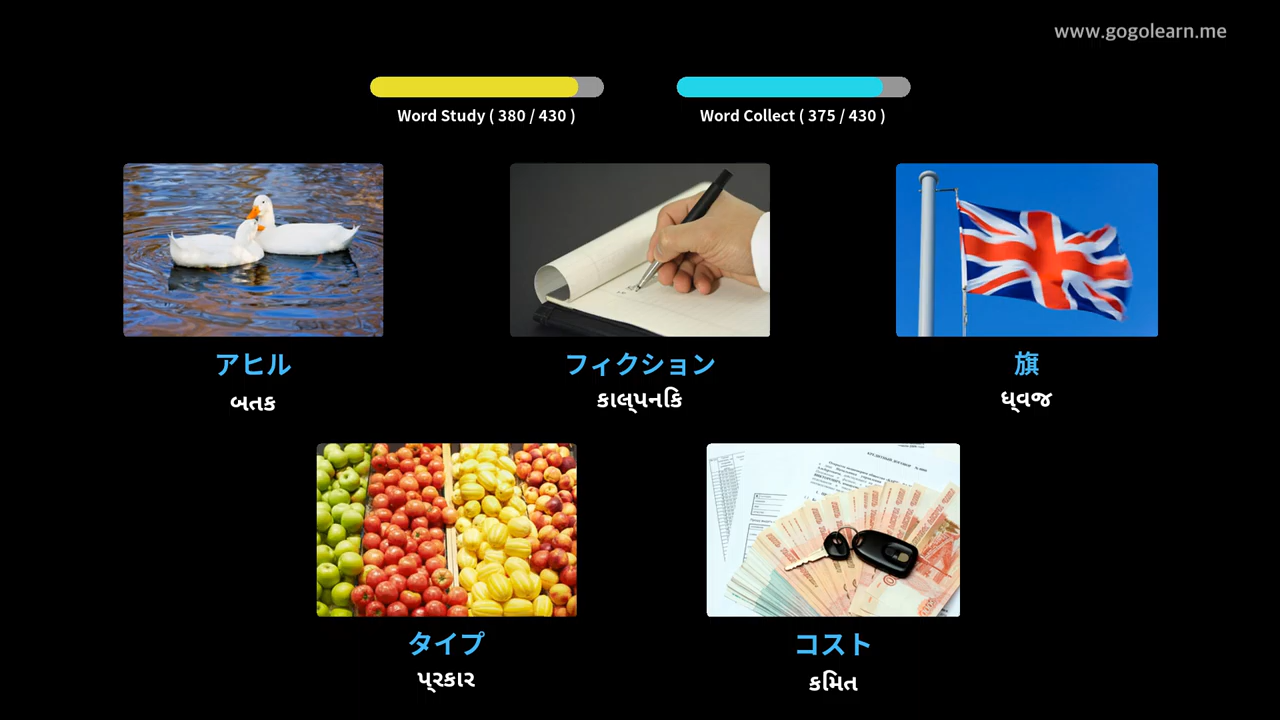 www.gogolearn.me
Word Study ( 380 / 430 )
Word Collect ( 375 / 430 )
アヒル
બતક
フィクション
કાલ્પનકિ
旗
ધ્વજ
タイプ
પ્રકાર
コスト
કમિત